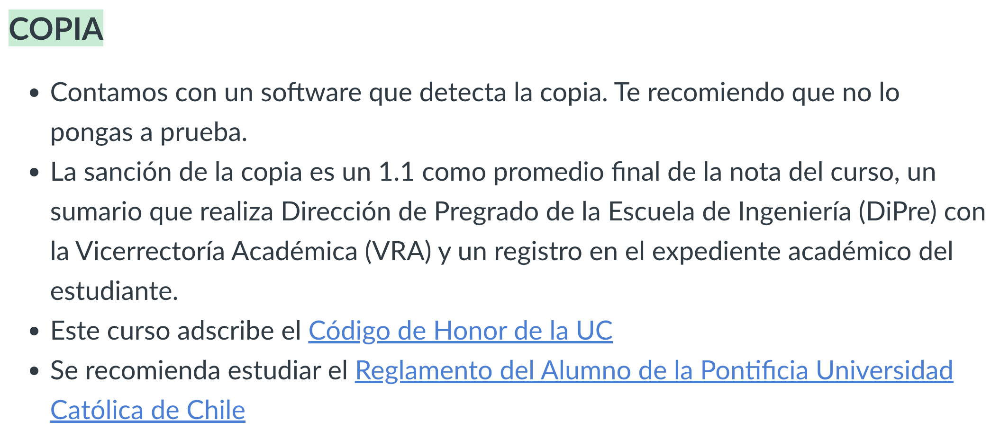 COPIA
• Contamos con un software que detecta la copia. Te recomiendo que no lo
pongas a prueba.
• La sanción de la copia es un 1.1 como promedio final de la nota del curso, un
sumario que realiza Dirección de Pregrado de la Escuela de Ingeniería (DiPre) con
la Vicerrectoría Académica (VRA) y un registro en el expediente académico del
estudiante.
• Este curso adscribe el Código de Honor de la UC
• Se recomienda estudiar el Reglamento del Alumno de la Pontificia Universidad
Católica de Chile